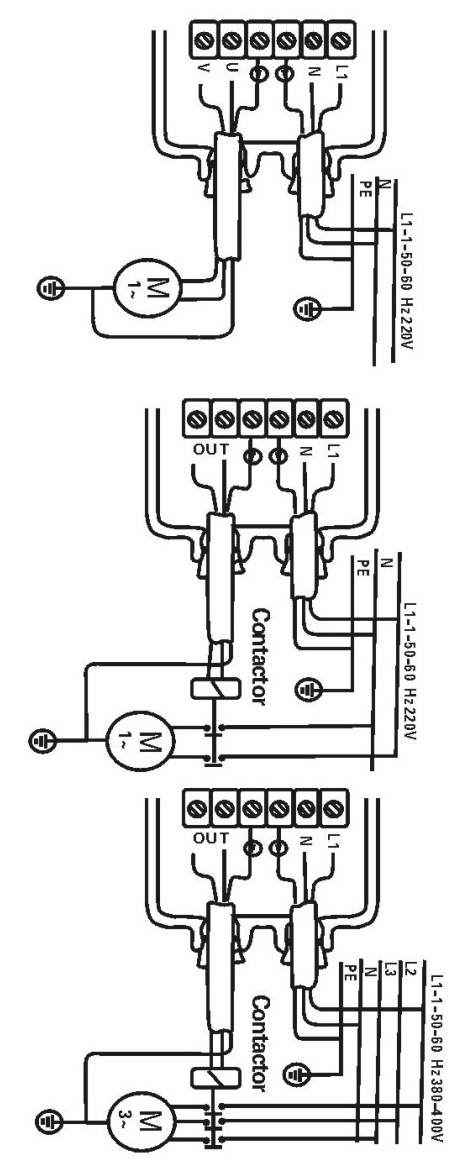 V U N L1
PE
N
L1-1-50-60 Hz 220V
M
1~
OUT N L1
PE
N
L1-1-50-60 Hz 220V
Contactor
M
1~
OUT N L1
PE
N
L3
L2
L1-1-50-60 Hz 380-400V
Contactor
M
3~